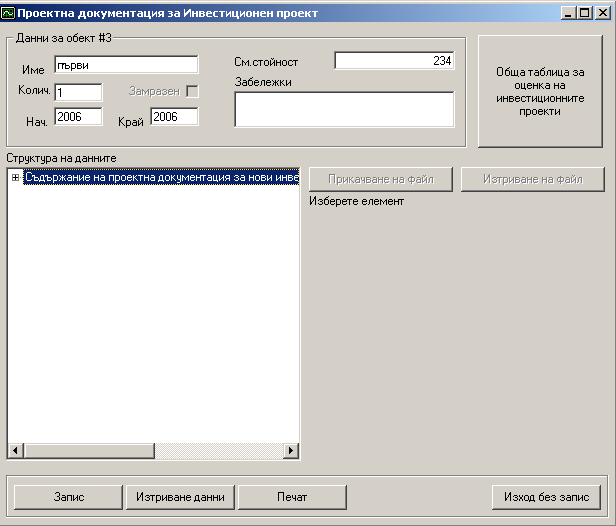 Проектна документация за Инвестиционен проект
Данни за обект #3
Име първи
См.стойност 234
Колич. 1
Замразен
Забележки
Нач. 2006
Край 2006
Обща таблица за
оценка на
инвестиционните
проекти
Структура на данните
Съдържание на проектна документация за нови инве
Прикачване на файл
Изтриване на файл
Изберете елемент
Запис
Изтриване данни
Печат
Изход без запис